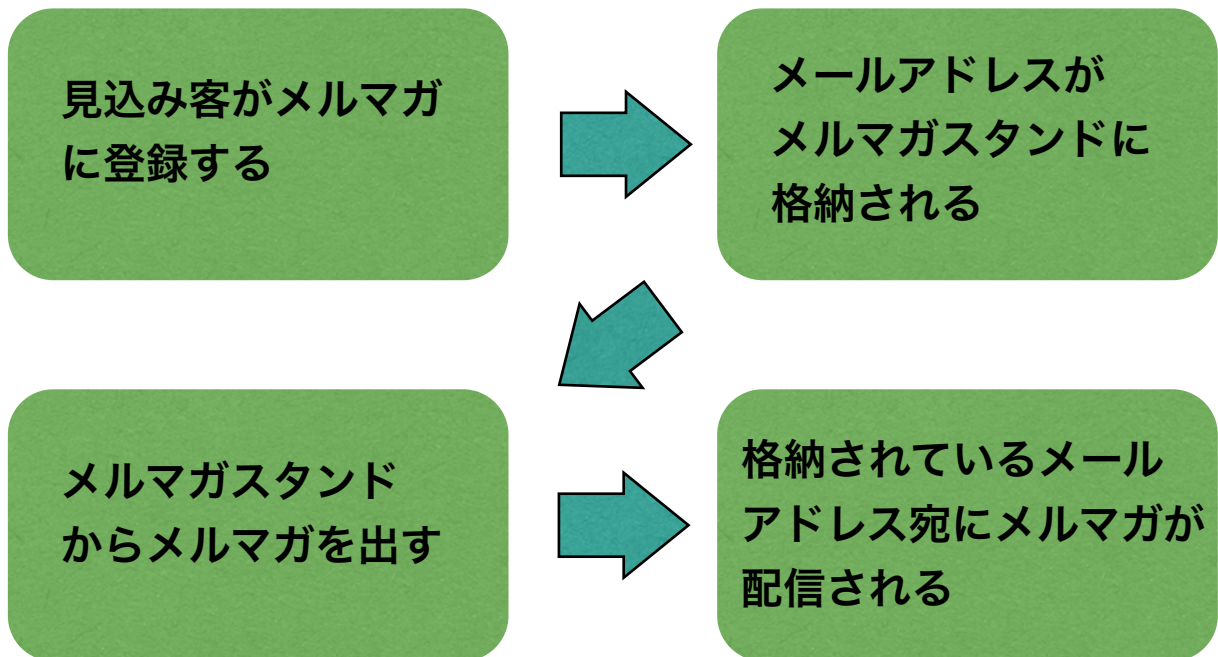 見込み客がメルマガ
に登録する
メールアドレスが
メルマガスタンドに
格納される
メルマガスタンド
からメルマガを出す
格納されているメール
アドレス宛にメルマガが
配信される